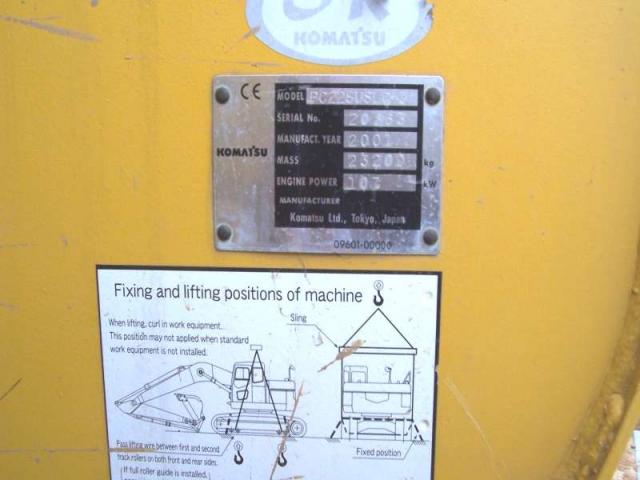 OK
KOMATSU
CE
MODEL
SERIAL No.
MANUFACT. YEAR 2001
KOMATSU
MASS 23200 kg
ENGINE POWER 107 kW
MANUFACTURER
Komatsu Ltd., Tokyo, Japan
09601-00000
Fixing and lifting positions of machine
Sling
When lifting, curl in work equipment.
This position may not applied when standard
work equipment is not installed.
Pass lifting wire between first and second
track rollers on both front and rear sides.
(If full roller guide is installed,)
Fixed position